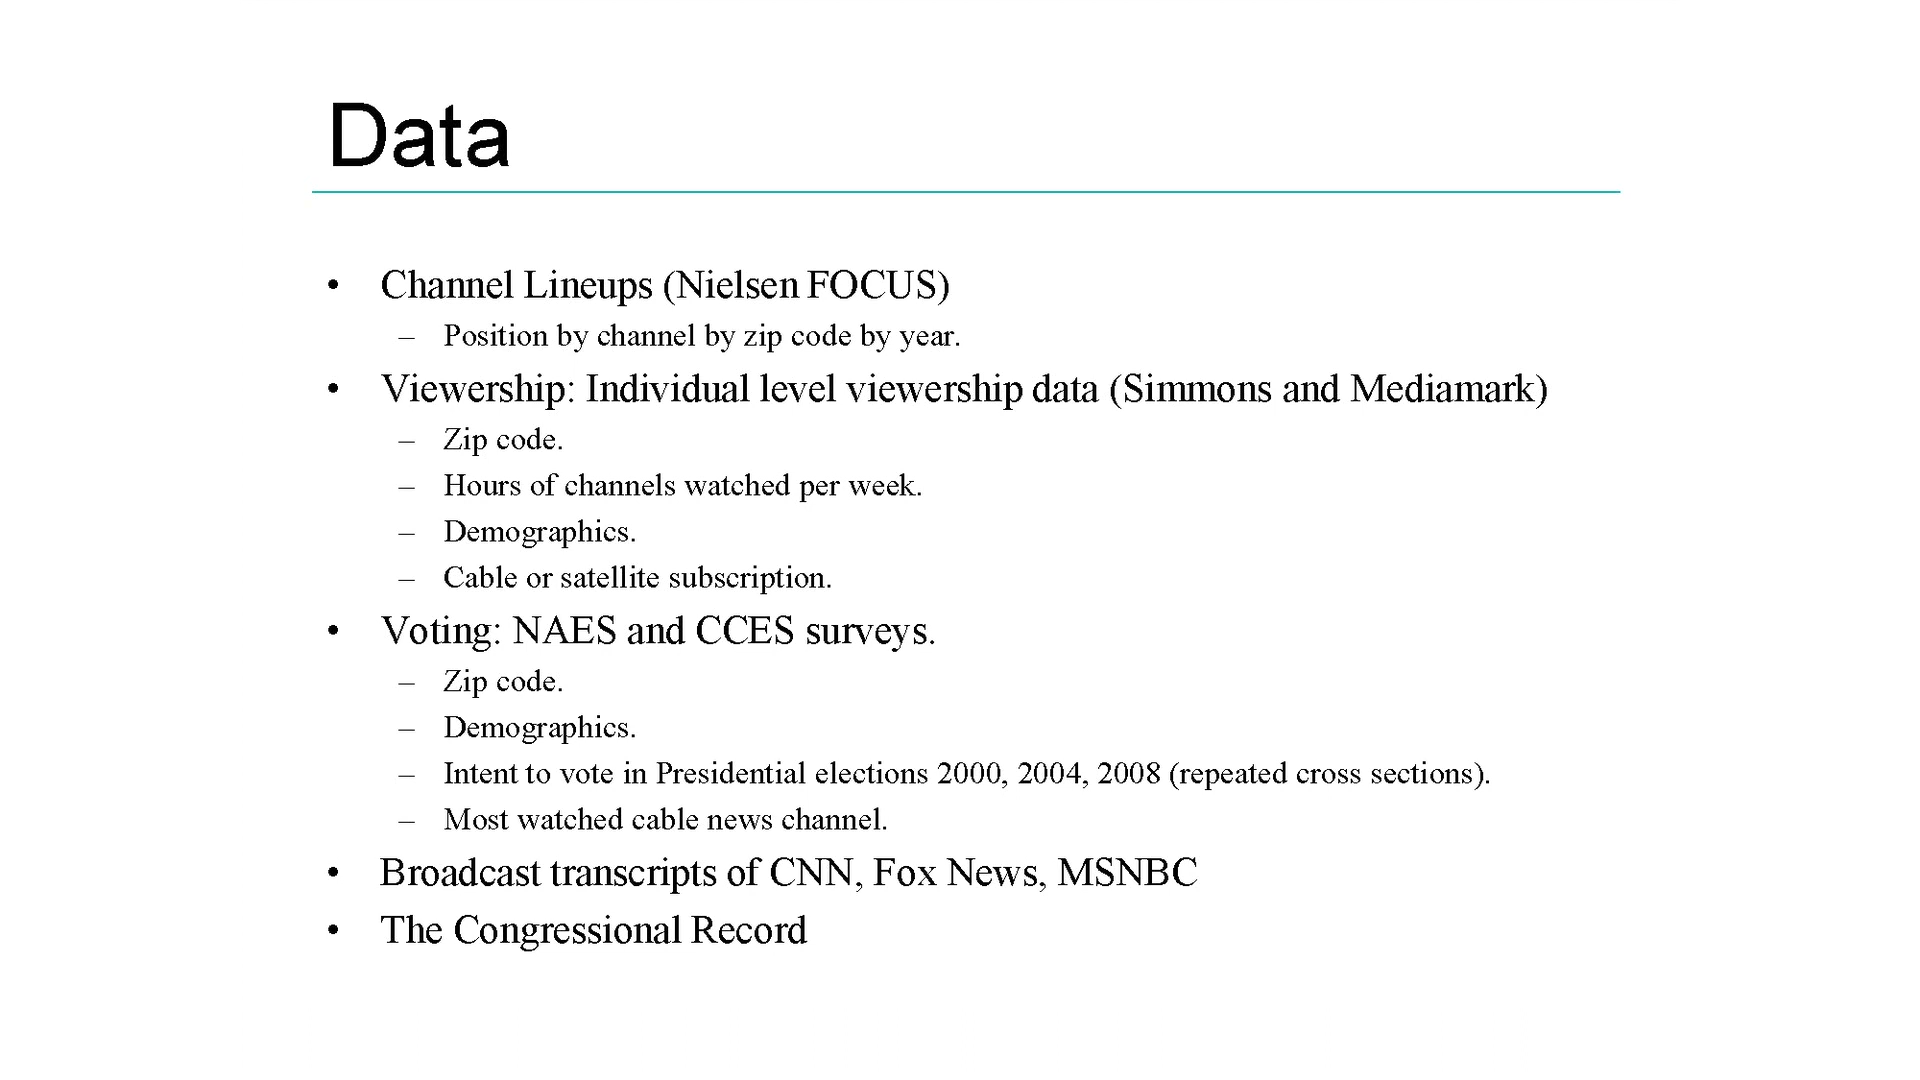 Data
• Channel Lineups (Nielsen FOCUS)
– Position by channel by zip code by year.
• Viewership: Individual level viewership data (Simmons and Mediamark)
– Zip code.
– Hours of channels watched per week.
– Demographics.
– Cable or satellite subscription.
• Voting: NAES and CCES surveys.
– Zip code.
– Demographics.
– Intent to vote in Presidential elections 2000, 2004, 2008 (repeated cross sections).
– Most watched cable news channel.
• Broadcast transcripts of CNN, Fox News, MSNBC
• The Congressional Record